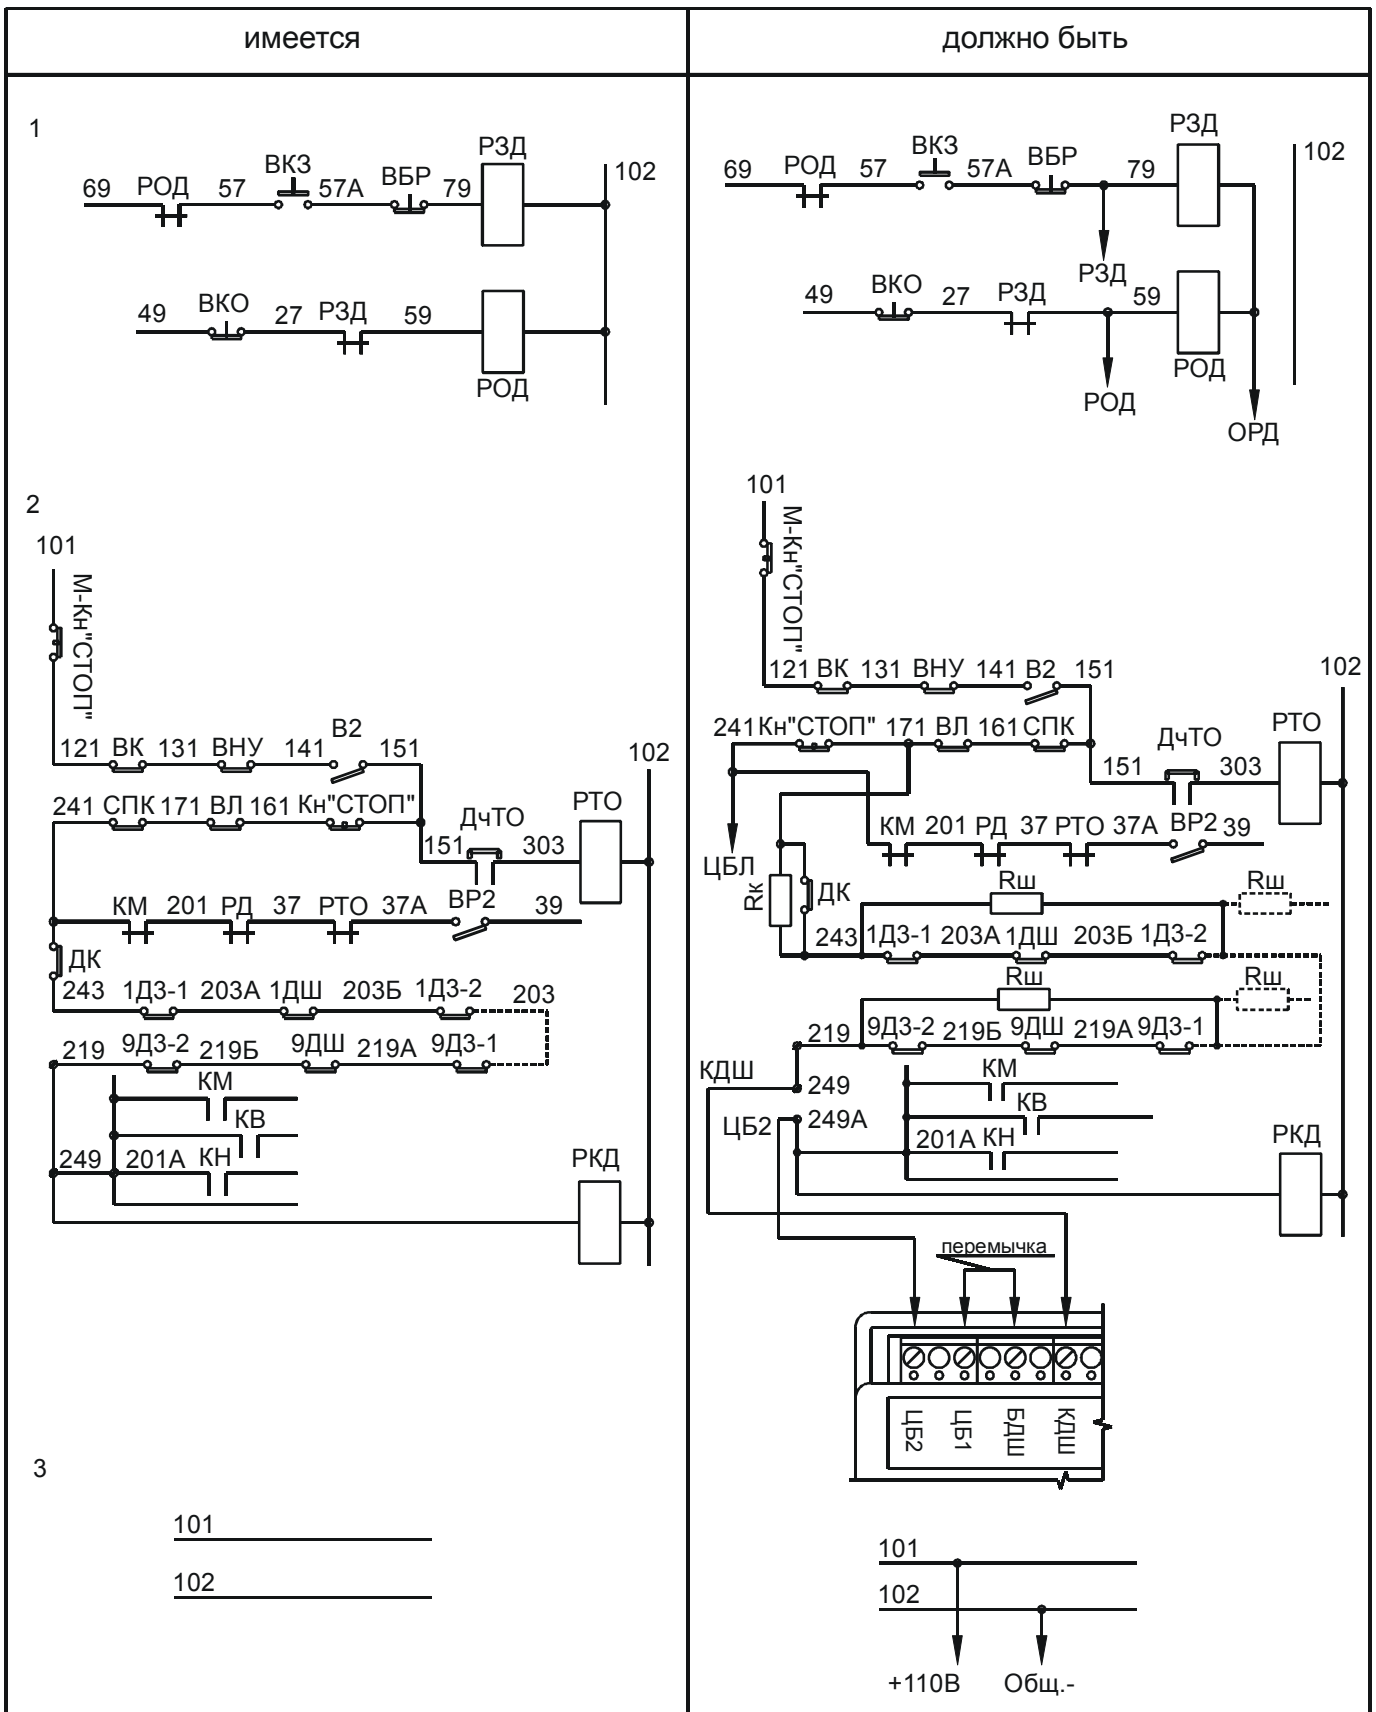 имеется
должно быть
1
69 РОД 57 ВКЗ 57А ВБР 79 РЗД 102
49 ВКО 27 РЗД 59 РОД
69 РОД 57 ВКЗ 57А ВБР 79 РЗД 102
РЗД
49 ВКО 27 РЗД 59 РОД
РОД
ОРД
2
101
М-Кн"СТОП"
121 ВК 131 ВНУ 141 В2 151 102
241 СПК 171 ВЛ 161 Кн"СТОП" ДчТО РТО
151 303
КМ 201 РД 37 РТО 37А ВР2 39
ДК
243 1ДЗ-1 203А 1ДШ 203Б 1ДЗ-2 203
219 9ДЗ-2 219Б 9ДШ 219А 9ДЗ-1
КМ
КВ
249 201А КН РКД
101
М-Кн"СТОП"
121 ВК 131 ВНУ 141 В2 151 102
241 Кн"СТОП" 171 ВЛ 161 СПК ДчТО РТО
151 303
КМ 201 РД 37 РТО 37А ВР2 39
ЦБЛ
Rк ДК Rш Rш
243 1ДЗ-1 203А 1ДШ 203Б 1ДЗ-2
Rш Rш
219 9ДЗ-2 219Б 9ДШ 219А 9ДЗ-1
КДШ 249 КМ
ЦБ2 249А КВ
201А КН РКД
перемычка
ЦБ2
ЦБ1
БДШ
КДШ
3
101
102
101
102
+110В Общ.-